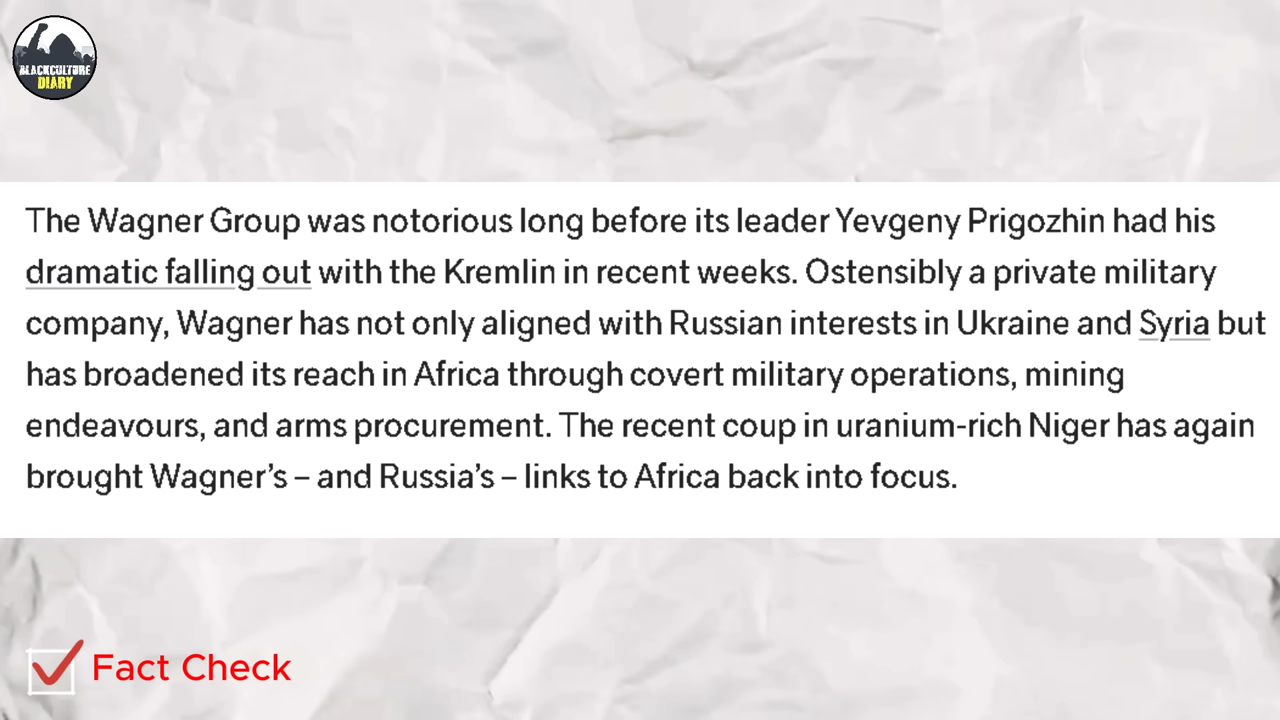 BLACKCULTURE
DIARY
The Wagner Group was notorious long before its leader Yevgeny Prigozhin had his
dramatic falling out with the Kremlin in recent weeks. Ostensibly a private military
company, Wagner has not only aligned with Russian interests in Ukraine and Syria but
has broadened its reach in Africa through covert military operations, mining
endeavours, and arms procurement. The recent coup in uranium-rich Niger has again
brought Wagner’s – and Russia’s – links to Africa back into focus.
Fact Check